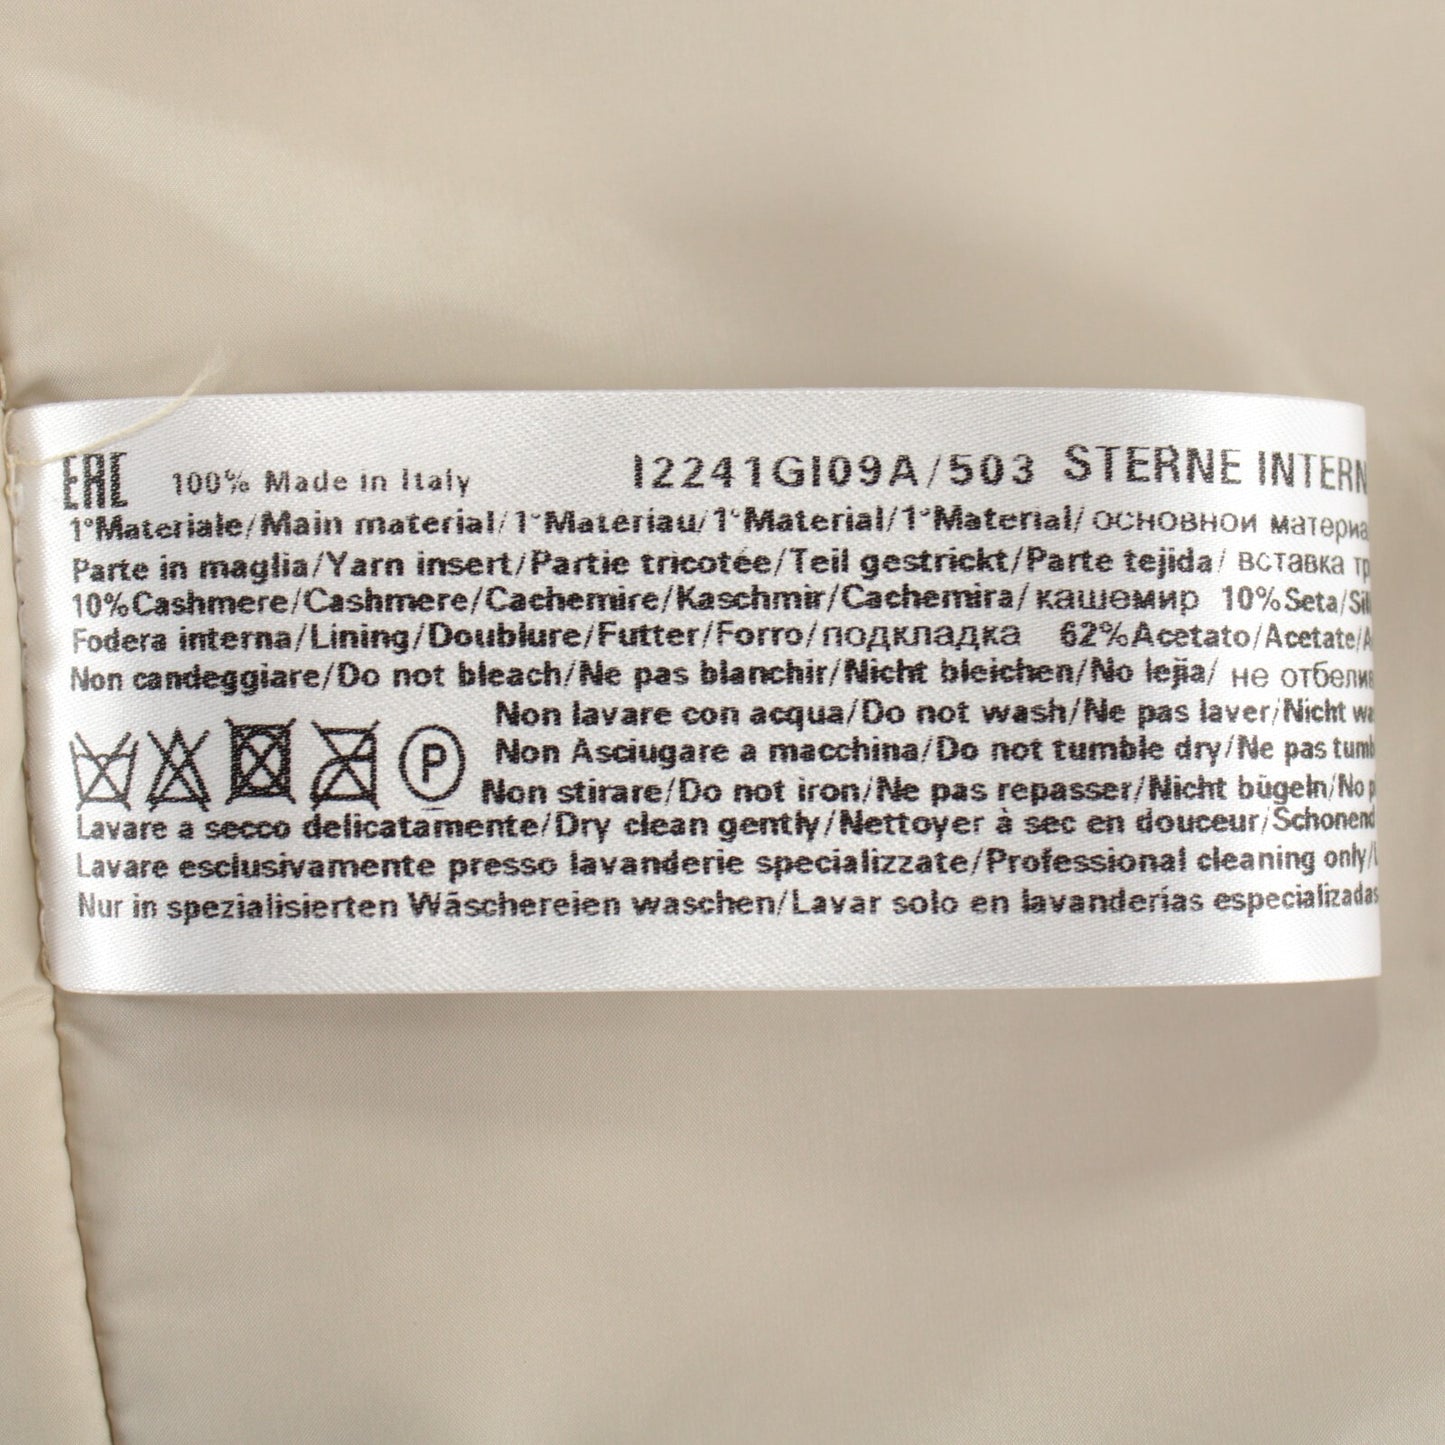 EAC 100% Made in Italy I2241GI09A/503 STERNE INTERN
1°Materiale/Main material/1°Materiau/1°Material/1°Material/основной материа
Parte in maglia/Yarn insert/Partie tricotée/Teil gestrickt/Parte tejida/вставка тр
10%Cashmere/Cashmere/Cachemire/Kaschmir/Cachemira/кашемир 10%Seta/Sil
Fodera interna/Lining/Doublure/Futter/Forro/подкладка 62%Acetato/Acetate/A
Non candeggiare/Do not bleach/Ne pas blanchir/Nicht bleichen/No lejia/ не отбелив
Non lavare con acqua/Do not wash/Ne pas laver/Nicht wa
Non Asciugare a macchina/Do not tumble dry/Ne pas tumb
P
Non stirare/Do not iron/Ne pas repasser/Nicht bügeln/No p
Lavare a secco delicatamente/Dry clean gently/Nettoyer à sec en douceur/Schonend
Lavare esclusivamente presso lavanderie specializzate/Professional cleaning only/
Nur in spezialisierten Wäschereien waschen/Lavar solo en lavanderías especializadas